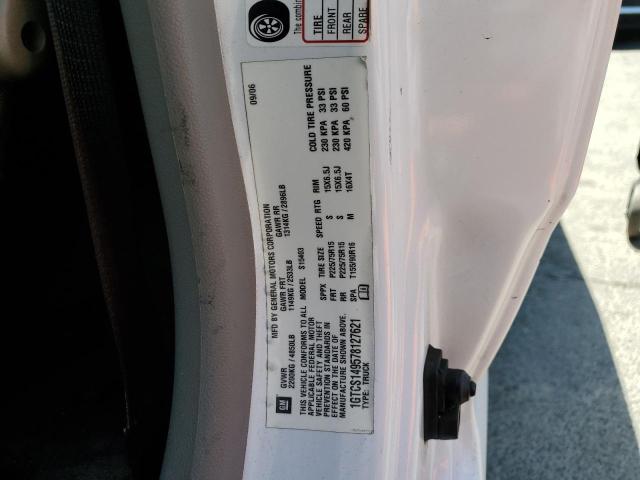 The combin
TIRE
FRONT
REAR
SPARE
09/06
MFD BY GENERAL MOTORS CORPORATION
GVWR GAWR FRT GAWR RR
2200KG / 4850LB 1149KG / 2533LB 1314KG / 2896LB
THIS VEHICLE CONFORMS TO ALL
APPLICABLE FEDERAL MOTOR
VEHICLE SAFETY AND THEFT
PREVENTION STANDARDS IN
EFFECT ON THE DATE OF
MANUFACTURE SHOWN ABOVE.
1GTCS149578127621
TYPE: TRUCK
MODEL: S15403
SPPX TIRE SIZE SPEED RTG RIM COLD TIRE PRESSURE
FRT P225/75R15 S 15X6.5J 230 KPA 33 PSI
RR P225/75R15 S 15X6.5J 230 KPA 33 PSI
SPA T155/90R16 M 16X4T 420 KPA 60 PSI
GM